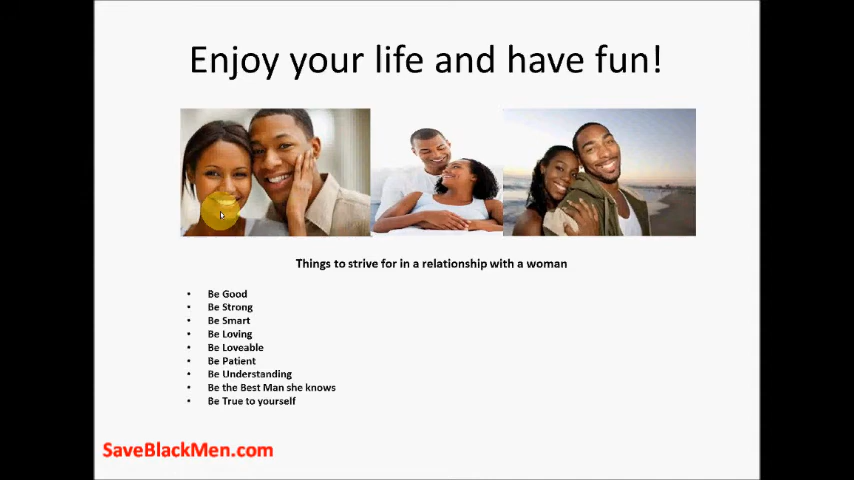 Enjoy your life and have fun!
Things to strive for in a relationship with a woman
• Be Good
• Be Strong
• Be Smart
• Be Loving
• Be Loveable
• Be Patient
• Be Understanding
• Be the Best Man she knows
• Be True to yourself
SaveBlackMen.com